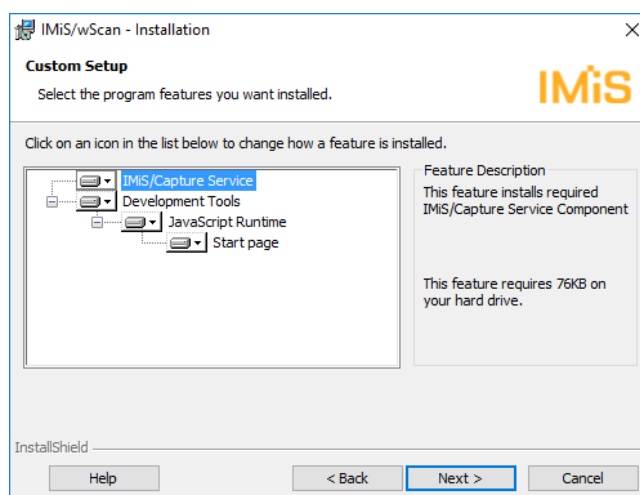 IMiS/wScan - Installation
Custom Setup
Select the program features you want installed.
IMiS
Click on an icon in the list below to change how a feature is installed.
IMiS/Capture Service
Development Tools
JavaScript Runtime
Start page
Feature Description
This feature installs required
IMiS/Capture Service Component
This feature requires 76KB on
your hard drive.
InstallShield
Help
< Back
Next >
Cancel